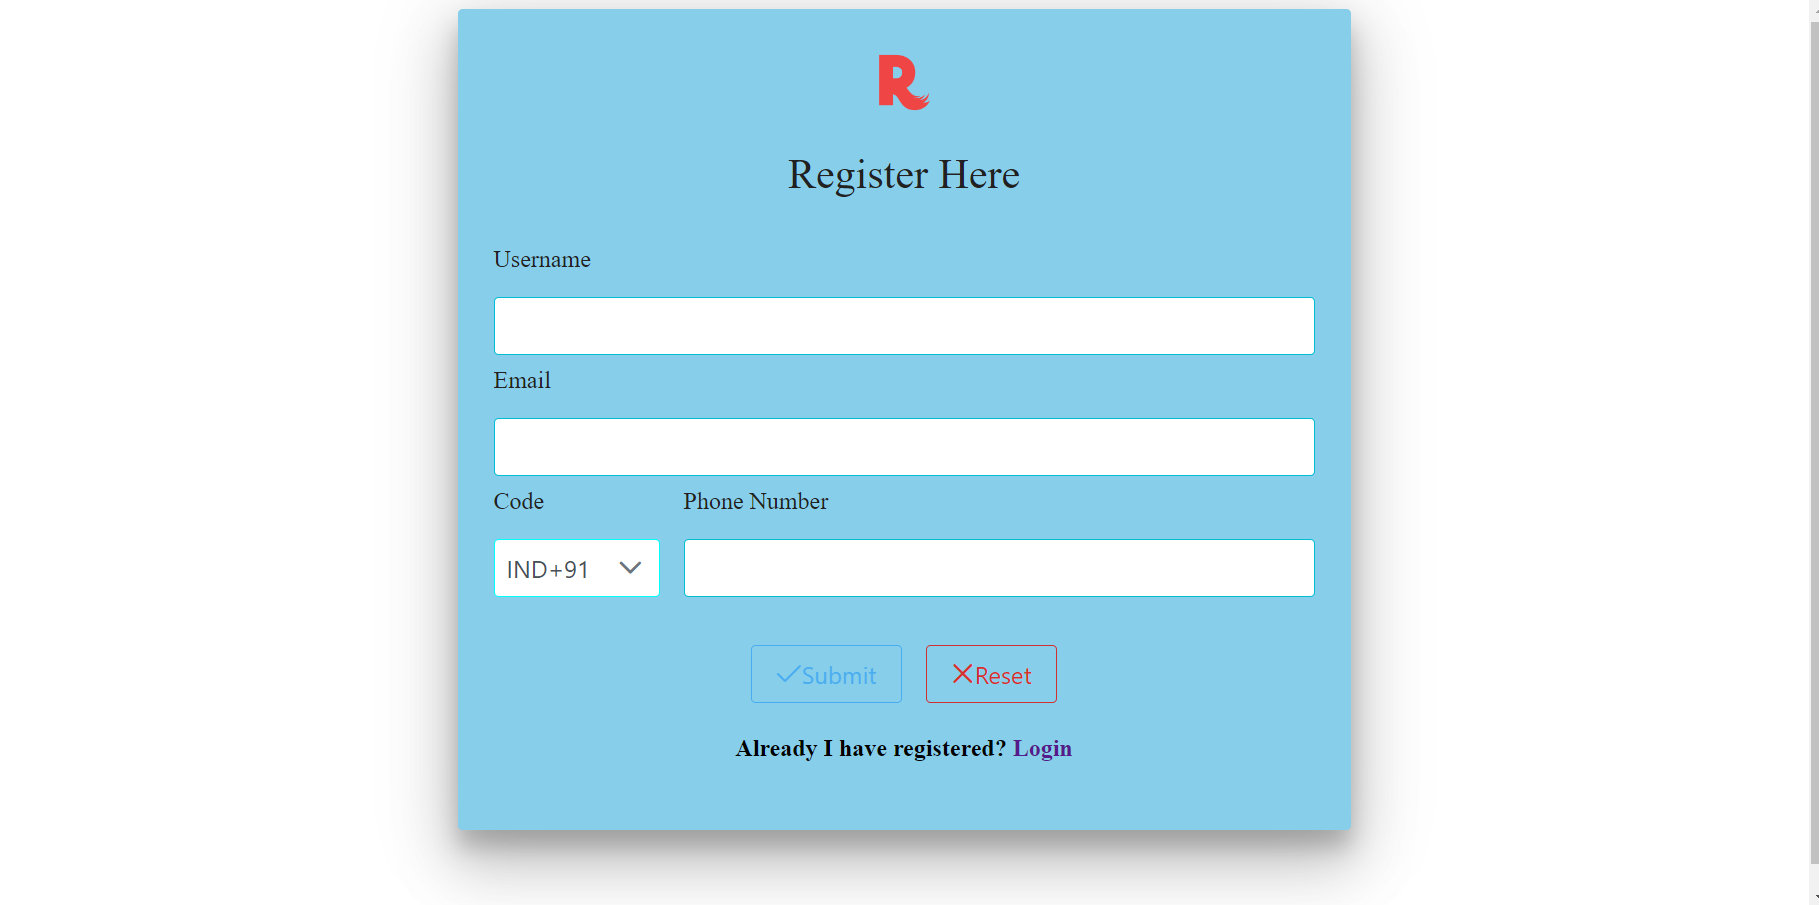 R
Register Here
Username
Email
Code Phone Number
IND+91
Submit Reset
Already I have registered? Login